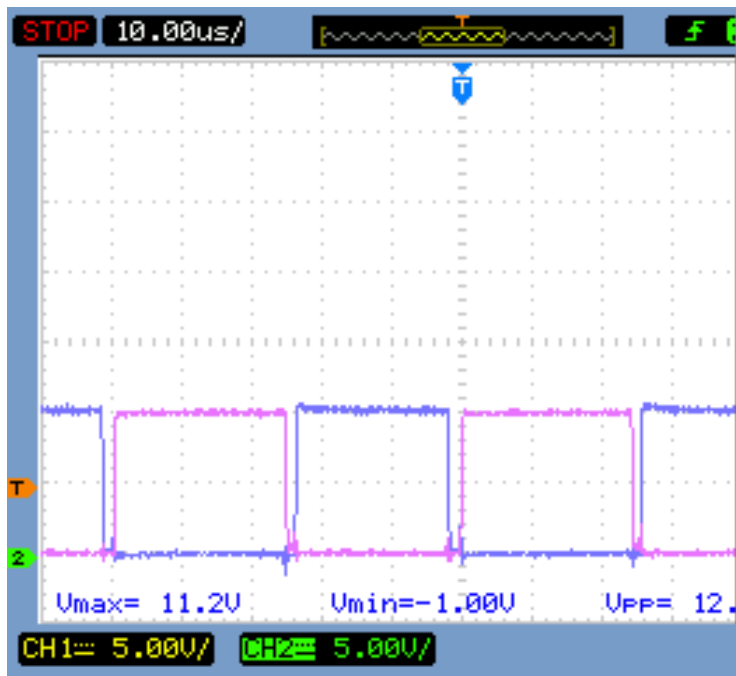 STOP 10.00us/
T
T
T
2
Vmax= 11.2V Vmin=-1.00V VPP= 12.
CH1 5.00V/ CH2 5.00V/